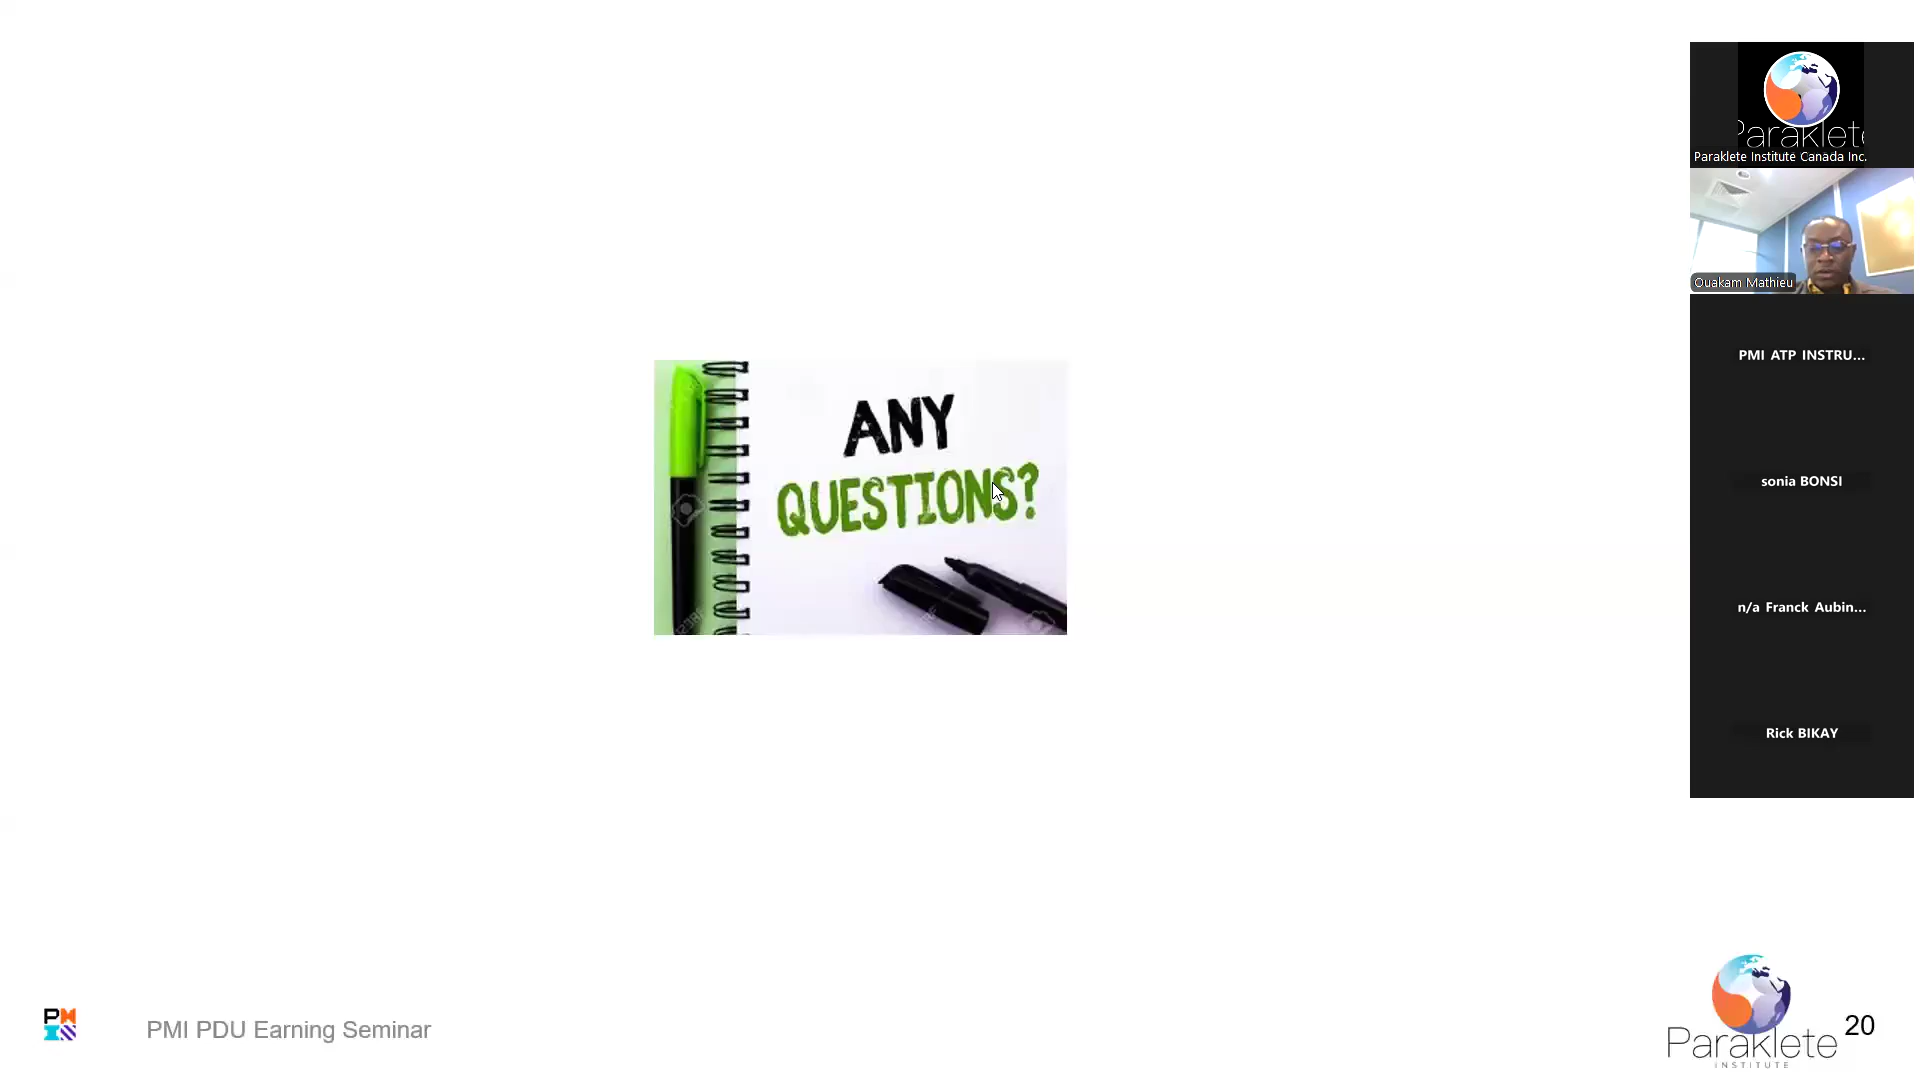 Paraklete
Paraklete Institute Canada Inc.
Ouakam Mathieu
PMI ATP INSTRU...
ANY
QUESTIONS?
sonia BONSI
n/a Franck Aubin...
Rick BIKAY
PMI PDU Earning Seminar
Paraklete
INSTITUTE
20